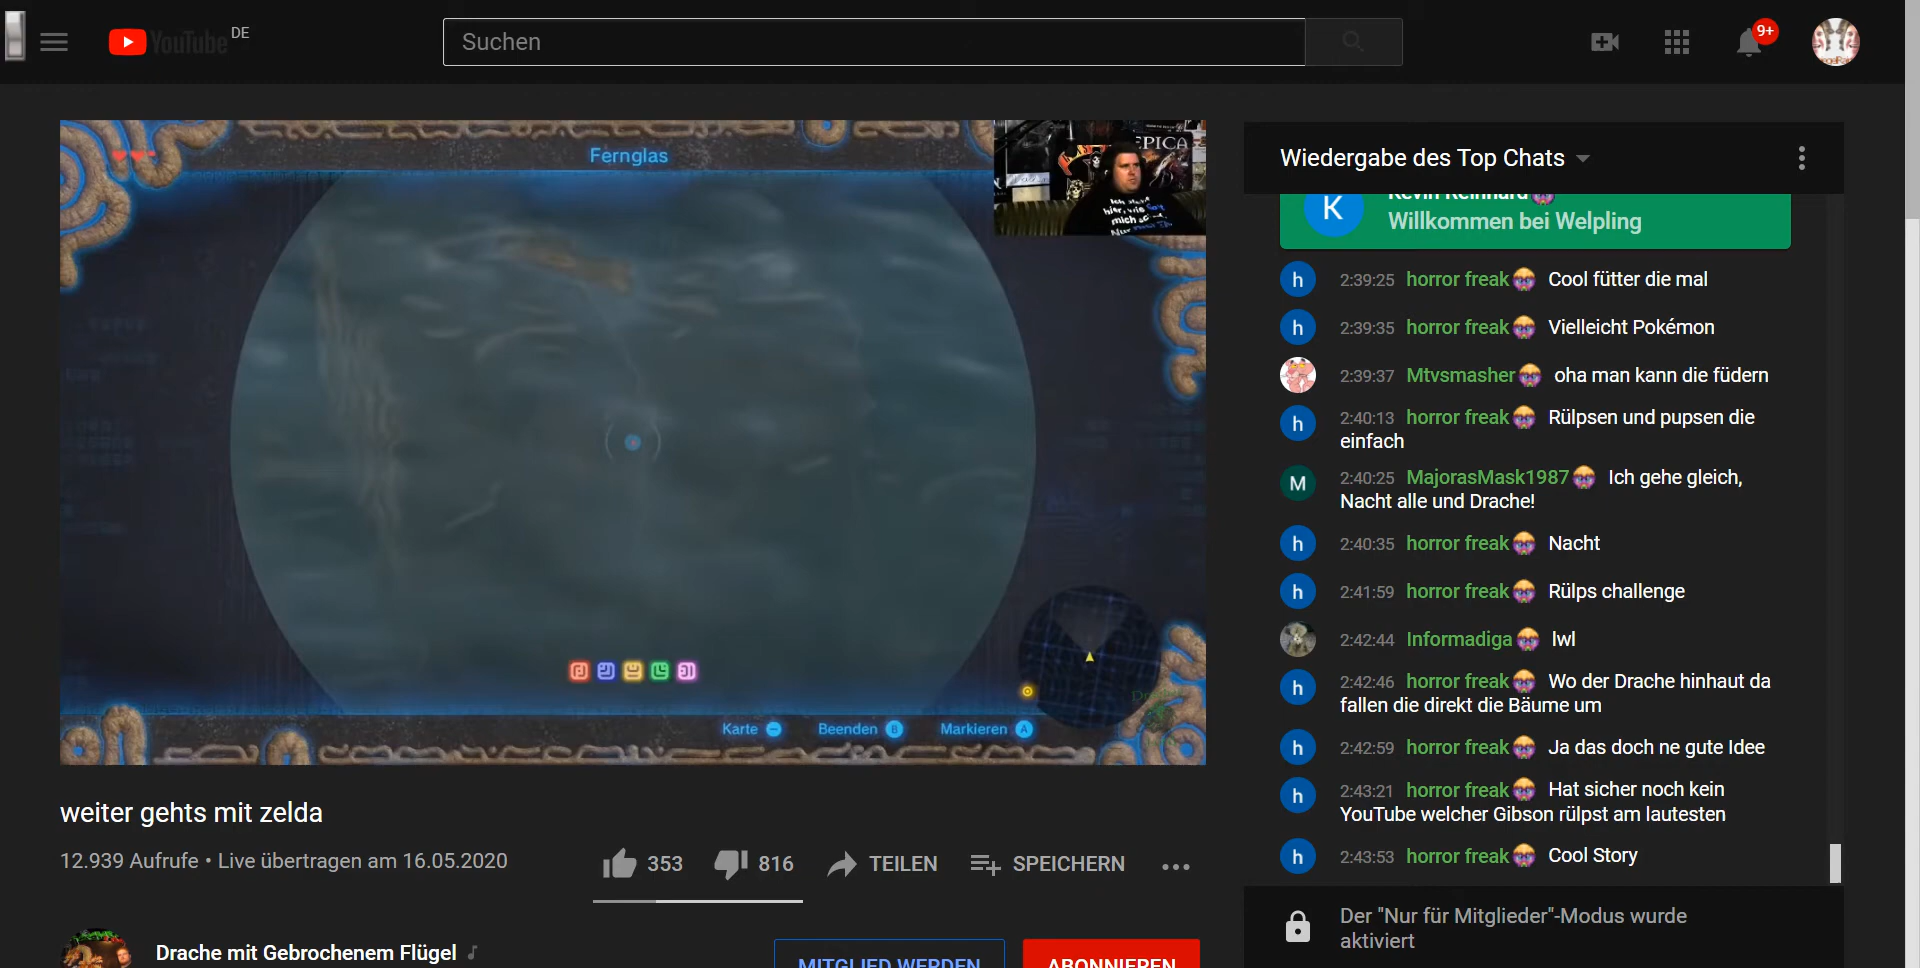 YouTube DE
Suchen
9+
Fernglas
EPICA
Karte
Beenden B
Markieren A
weiter gehts mit zelda
12.939 Aufrufe • Live übertragen am 16.05.2020
353
816
TEILEN
SPEICHERN
Drache mit Gebrochenem Flügel
MITGLIED WERDEN
ABONNIEREN
Wiedergabe des Top Chats
K
Kevin Reinhard
Willkommen bei Welpling
h 2:39:25 horror freak Cool fütter die mal
h 2:39:35 horror freak Vielleicht Pokémon
2:39:37 Mtvsmasher oha man kann die füdern
h 2:40:13 horror freak Rülpsen und pupsen die
einfach
M 2:40:25 MajorasMask1987 Ich gehe gleich,
Nacht alle und Drache!
h 2:40:35 horror freak Nacht
h 2:41:59 horror freak Rülps challenge
2:42:44 Informadiga lwl
h 2:42:46 horror freak Wo der Drache hinhaut da
fallen die direkt die Bäume um
h 2:42:59 horror freak Ja das doch ne gute Idee
h 2:43:21 horror freak Hat sicher noch kein
YouTube welcher Gibson rülpst am lautesten
h 2:43:53 horror freak Cool Story
Der "Nur für Mitglieder"-Modus wurde
aktiviert